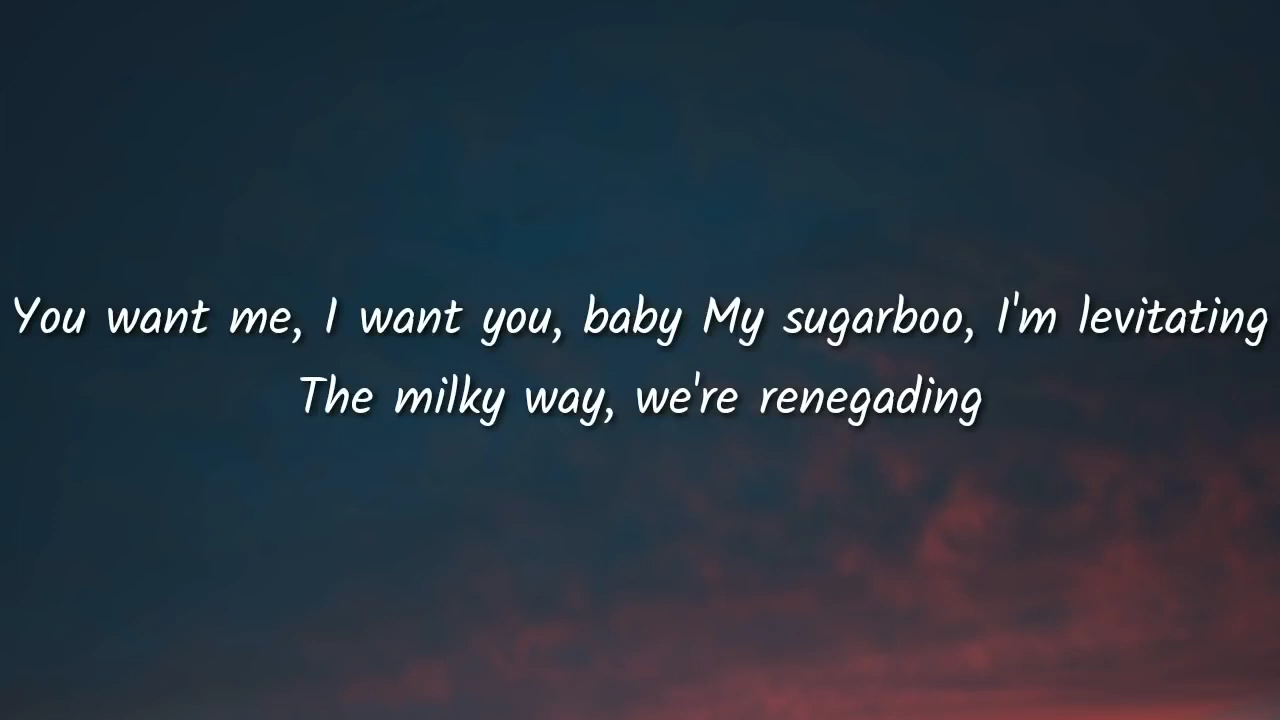 You want me, I want you, baby My sugarboo, I'm levitating
The milky way, we're renegading